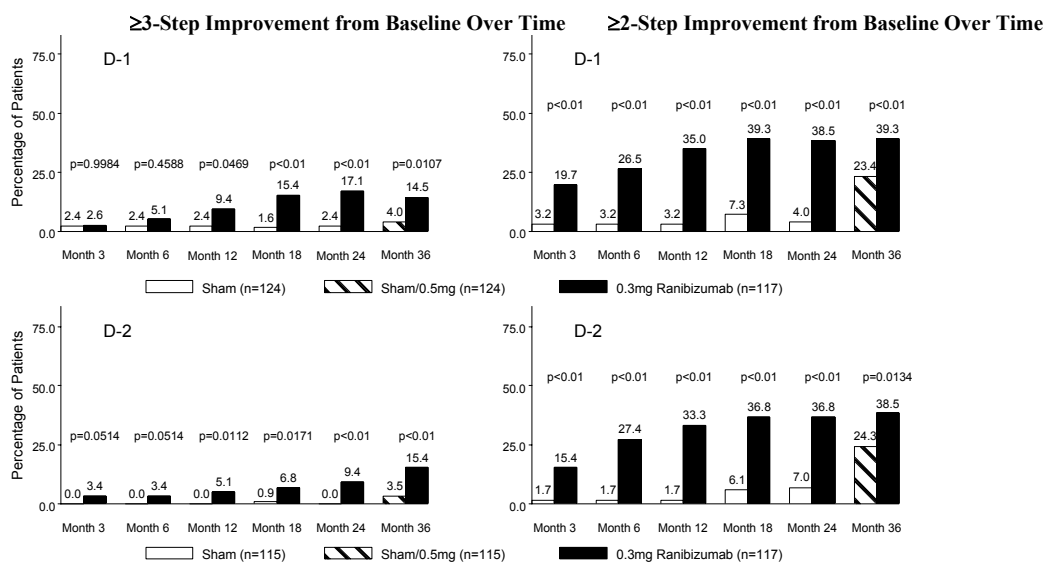 ≥3-Step Improvement from Baseline Over Time
≥2-Step Improvement from Baseline Over Time
Percentage of Patients
D-1
75.0
50.0
25.0
0.0
p=0.9984 p=0.4588 p=0.0469 p<0.01 p<0.01 p=0.0107
2.4 2.6 2.4 5.1 2.4 9.4 1.6 15.4 2.4 17.1 4.0 14.5
Month 3 Month 6 Month 12 Month 18 Month 24 Month 36
D-1
75.0
50.0
25.0
0.0
p<0.01 p<0.01 p<0.01 p<0.01 p<0.01 p<0.01
3.2 19.7 3.2 26.5 3.2 35.0 7.3 39.3 4.0 38.5 23.4 39.3
Month 3 Month 6 Month 12 Month 18 Month 24 Month 36
Sham (n=124) Sham/0.5mg (n=124) 0.3mg Ranibizumab (n=117)
Percentage of Patients
D-2
75.0
50.0
25.0
0.0
p=0.0514 p=0.0514 p=0.0112 p=0.0171 p<0.01 p<0.01
0.0 3.4 0.0 3.4 0.0 5.1 0.9 6.8 0.0 9.4 3.5 15.4
Month 3 Month 6 Month 12 Month 18 Month 24 Month 36
D-2
75.0
50.0
25.0
0.0
p<0.01 p<0.01 p<0.01 p<0.01 p<0.01 p=0.0134
1.7 15.4 1.7 27.4 1.7 33.3 6.1 36.8 7.0 36.8 24.3 38.5
Month 3 Month 6 Month 12 Month 18 Month 24 Month 36
Sham (n=115) Sham/0.5mg (n=115) 0.3mg Ranibizumab (n=117)